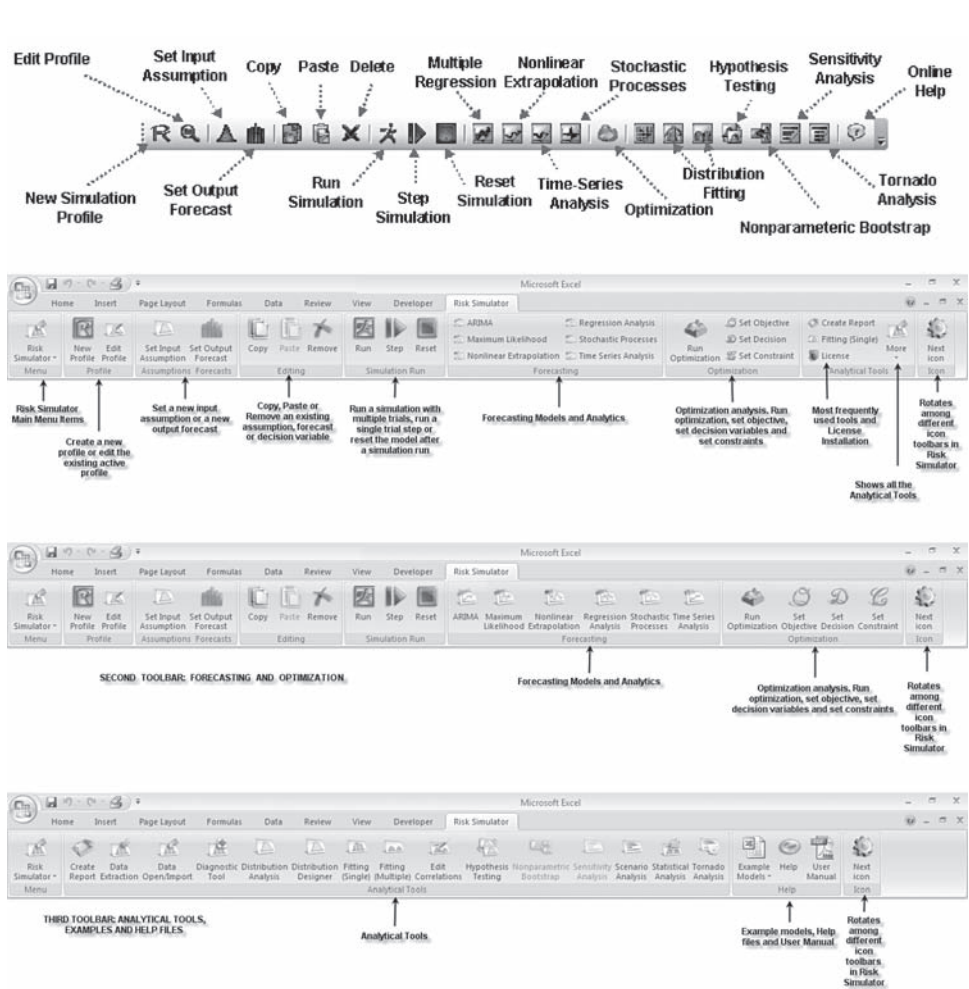 Edit Profile
Set Input
Assumption
Copy
Paste
Delete
Multiple
Regression
Nonlinear
Extrapolation
Stochastic
Processes
Hypothesis
Testing
Sensitivity
Analysis
Online
Help
New Simulation
Profile
Set Output
Forecast
Run
Simulation
Step
Simulation
Reset
Simulation
Time-Series
Analysis
Optimization
Distribution
Fitting
Nonparameteric Bootstrap
Tornado
Analysis
Microsoft Excel
Home Insert Page Layout Formulas Data Review View Developer Risk Simulator
Risk
Simulator
New
Profile
Edit
Profile
Set Input
Assumption
Set Output
Forecast
Copy Paste Remove
Run Step Reset
ARIMA
Maximum Likelihood
Nonlinear Extrapolation
Regression Analysis
Stochastic Processes
Time Series Analysis
Run
Optimization
Set Objective
Set Decision
Set Constraint
Create Report
Fitting (Single)
License
More
Next
icon
Menu Profile Assumptions Forecasts Editing Simulation Run Forecasting Optimization Analytical Tools Icon
Risk Simulator
Main Menu Items
Create a new
profile or edit the
existing active
profile
Set a new input
assumption or a new
output forecast
Copy, Paste or
Remove an existing
assumption, forecast
or decision variable
Run a simulation with
multiple trials, run a
single trial step or
reset the model after
a simulation run
Forecasting Models and Analytics
Optimization analysis, Run
optimization, set objective,
set decision variables and
set constraints
Most frequently
used tools and
License
Installation
Shows all the
Analytical Tools
Rotates
among
different
icon
toolbars in
Risk
Simulator
Microsoft Excel
Home Insert Page Layout Formulas Data Review View Developer Risk Simulator
Risk
Simulator
New
Profile
Edit
Profile
Set Input
Assumption
Set Output
Forecast
Copy Paste Remove
Run Step Reset
ARIMA
Maximum
Likelihood
Nonlinear
Extrapolation
Regression
Analysis
Stochastic
Processes
Time Series
Analysis
Run
Optimization
Set
Objective
Set
Decision
Set
Constraint
Next
icon
Menu Profile Assumptions Forecasts Editing Simulation Run Forecasting Optimization Icon
SECOND TOOLBAR: FORECASTING AND OPTIMIZATION
Forecasting Models and Analytics
Optimization analysis, Run
optimization, set objective, set
decision variables and set constraints
Rotates
among
different
icon
toolbars in
Risk
Simulator
Microsoft Excel
Home Insert Page Layout Formulas Data Review View Developer Risk Simulator
Risk
Simulator
Create
Report
Data
Extraction
Data
Open/Import
Diagnostic
Tool
Distribution
Analysis
Distribution
Designer
Fitting
(Single)
Fitting
(Multiple)
Edit
Correlations
Hypothesis
Testing
Nonparametric
Bootstrap
Sensitivity
Analysis
Scenario
Analysis
Statistical
Analysis
Tornado
Analysis
Example
Models
Help
User
Manual
Next
icon
Menu Analytical Tools Help Icon
THIRD TOOLBAR: ANALYTICAL TOOLS,
EXAMPLES AND HELP FILES
Analytical Tools
Example models, Help
files and User Manual
Rotates
among
different
icon
toolbars
in Risk
Simulator